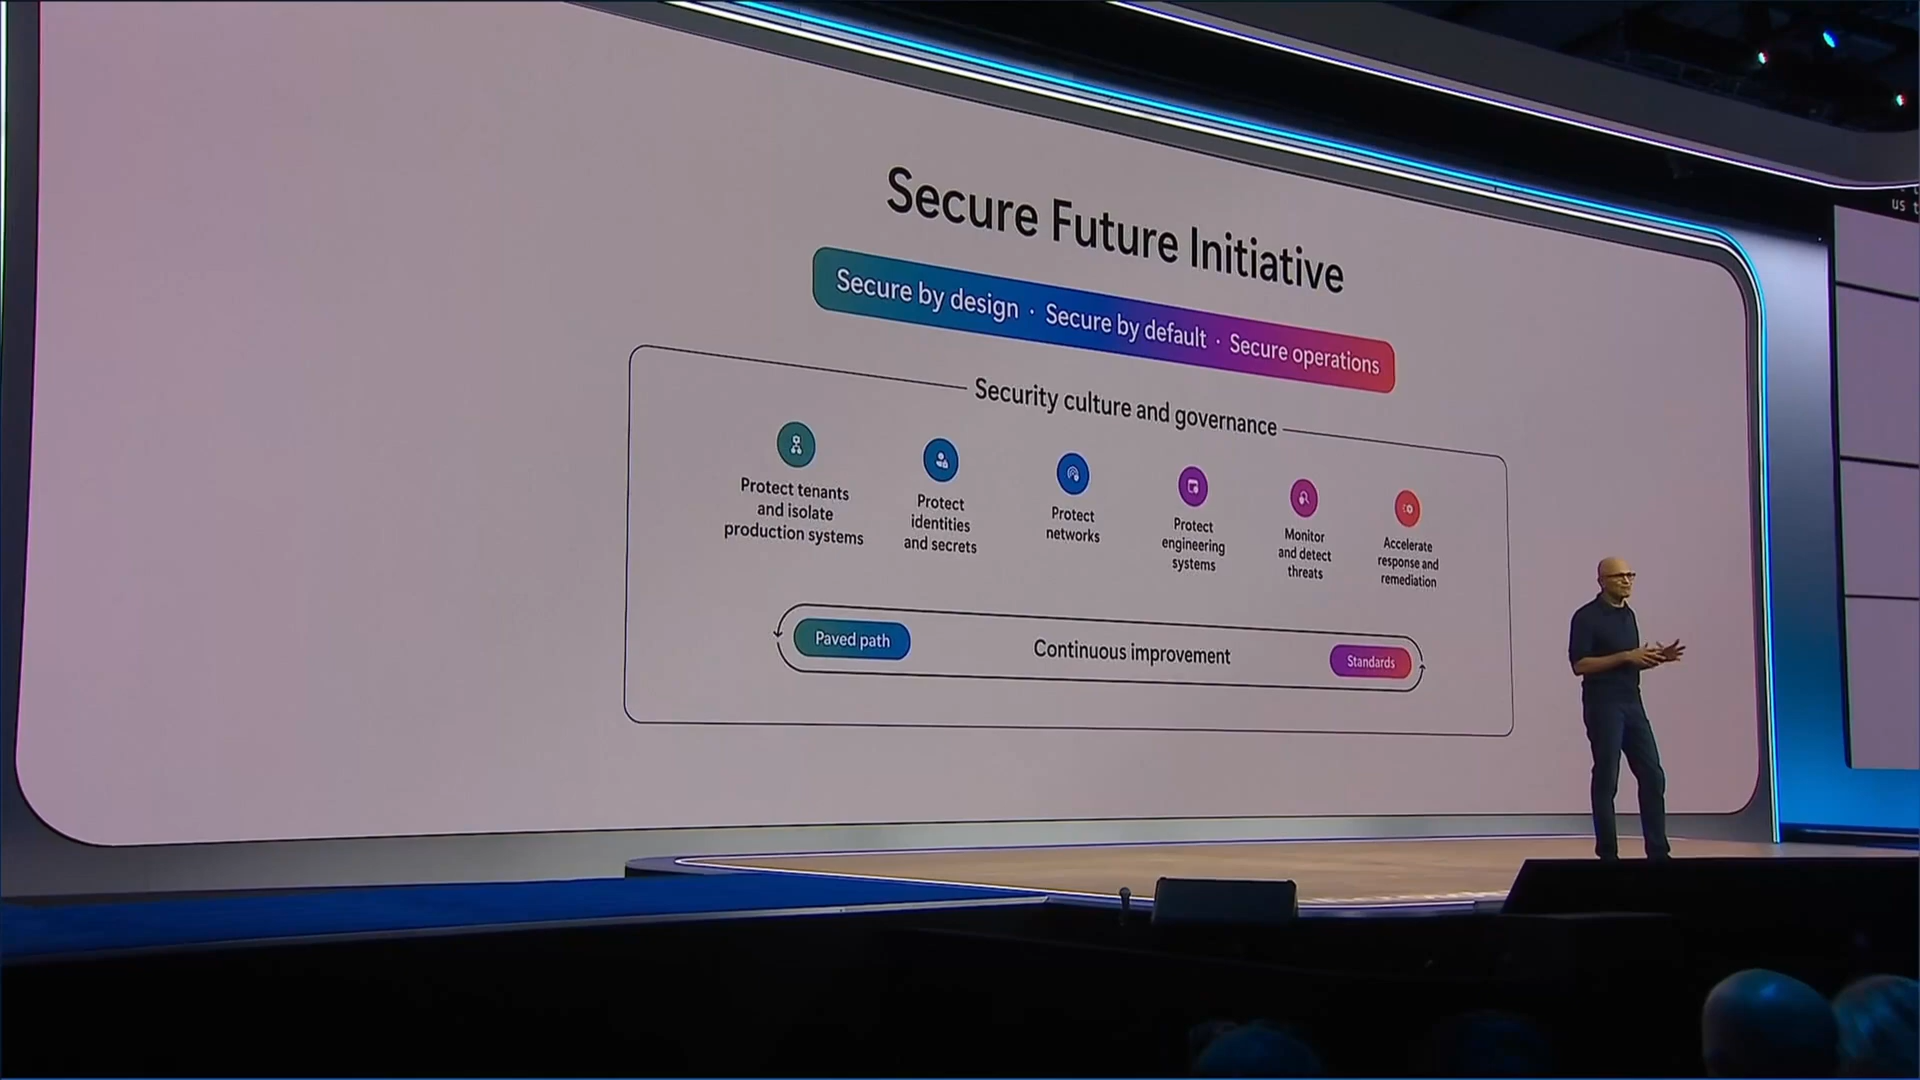 us t
Secure Future Initiative
Secure by design · Secure by default · Secure operations
Security culture and governance
Protect tenants
and isolate
production systems
Protect
identities
and secrets
Protect
networks
Protect
engineering
systems
Monitor
and detect
threats
Accelerate
response and
remediation
Paved path
Continuous improvement
Standards